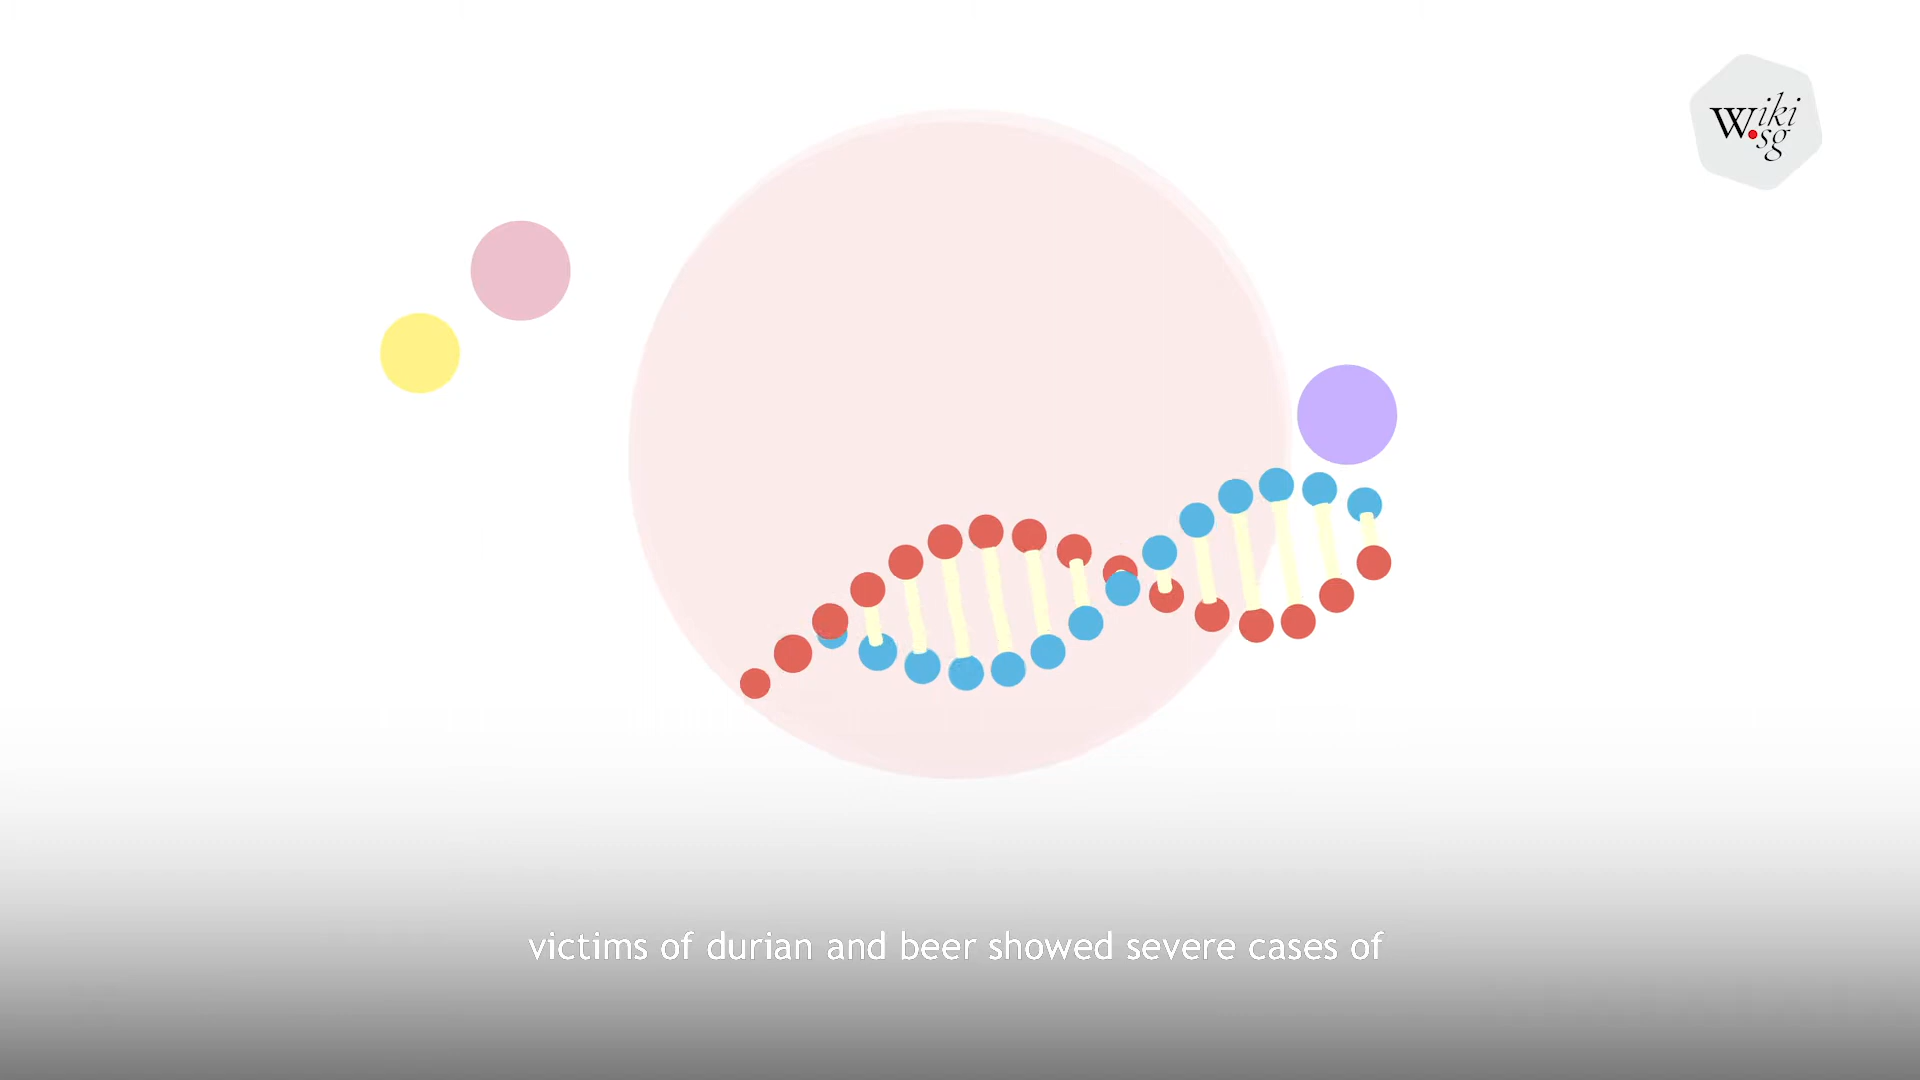 Wiki
.sg
victims of durian and beer showed severe cases of